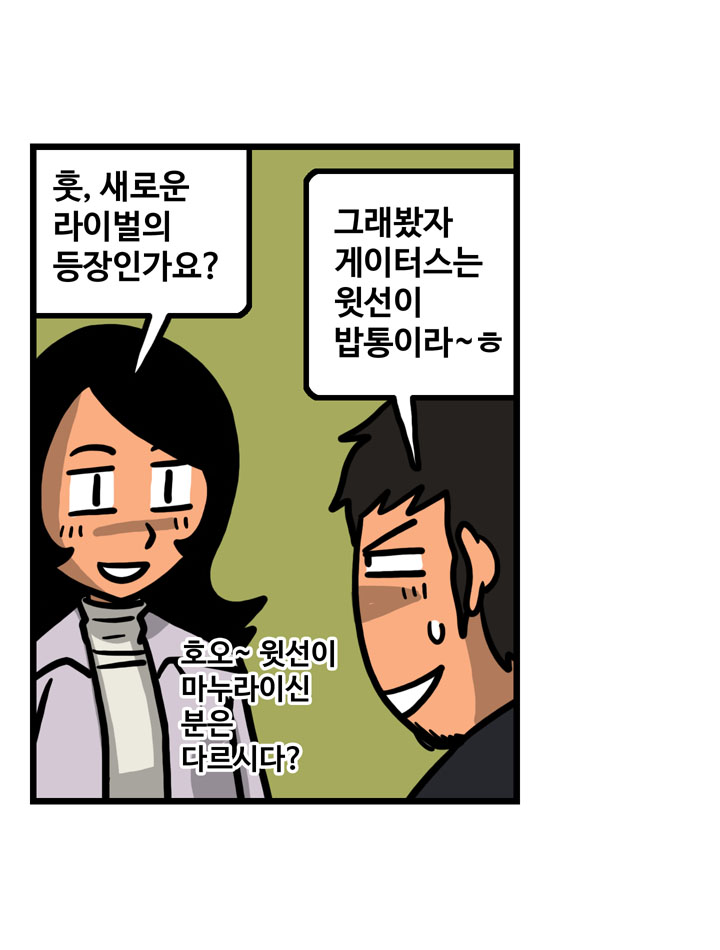 훗, 새로운
라이벌의
등장인가요?
그래봤자
게이터스는
윗선이
밥통이라~ㅎ
호오~ 윗선이
마누라이신
분은
다르시다?